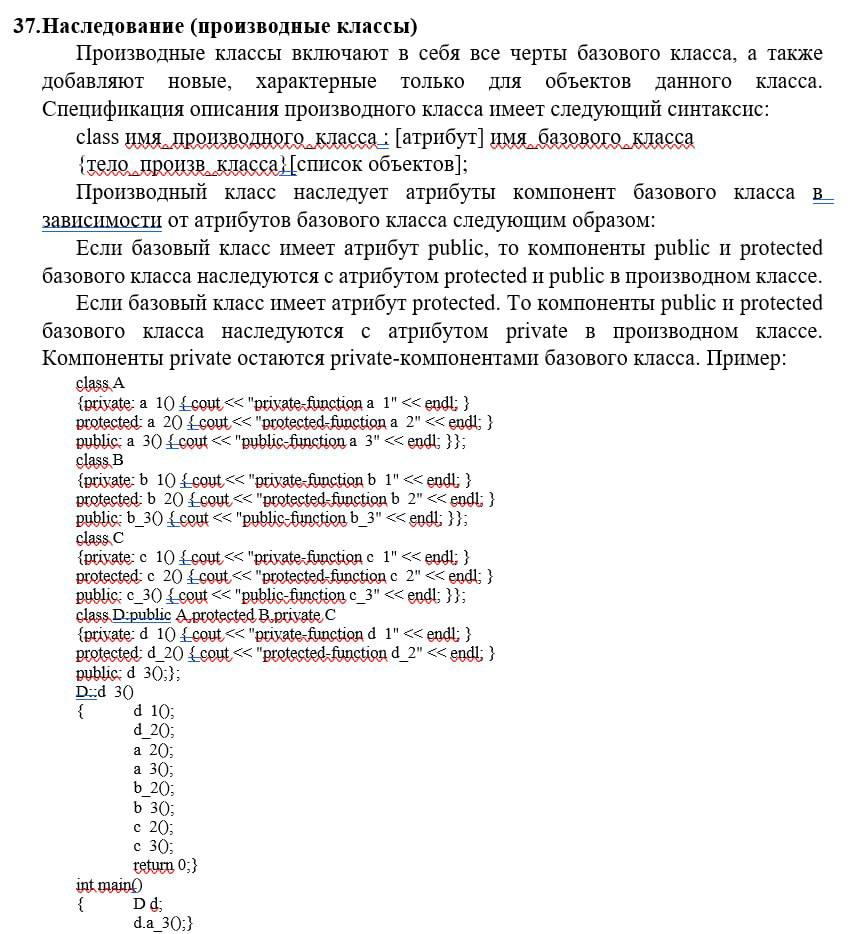 37.Наследование (производные классы)
Производные классы включают в себя все черты базового класса, а также
добавляют новые, характерные только для объектов данного класса.
Спецификация описания производного класса имеет следующий синтаксис:
class имя_производного_класса : [атрибут] имя_базового_класса
{тело_произв_класса}[список объектов];
Производный класс наследует атрибуты компонент базового класса в
зависимости от атрибутов базового класса следующим образом:
Если базовый класс имеет атрибут public, то компоненты public и protected
базового класса наследуются с атрибутом protected и public в производном классе.
Если базовый класс имеет атрибут protected. То компоненты public и protected
базового класса наследуются с атрибутом private в производном классе.
Компоненты private остаются private-компонентами базового класса. Пример:
class A
{private: a_1() { cout << "private-function a_1" << endl; }
protected: a_2() { cout << "protected-function a_2" << endl; }
public: a_3() { cout << "public-function a_3" << endl; }};
class B
{private: b_1() { cout << "private-function b_1" << endl; }
protected: b_2() { cout << "protected-function b_2" << endl; }
public: b_3() { cout << "public-function b_3" << endl; }};
class C
{private: c_1() { cout << "private-function c_1" << endl; }
protected: c_2() { cout << "protected-function c_2" << endl; }
public: c_3() { cout << "public-function c_3" << endl; }};
class D:public A,protected B,private C
{private: d_1() { cout << "private-function d_1" << endl; }
protected: d_2() { cout << "protected-function d_2" << endl; }
public: d_3();};
D::d_3()
{ d_1();
d_2();
a_2();
a_3();
b_2();
b_3();
c_2();
c_3();
return 0;}
int main()
{ D d;
d.a_3();}